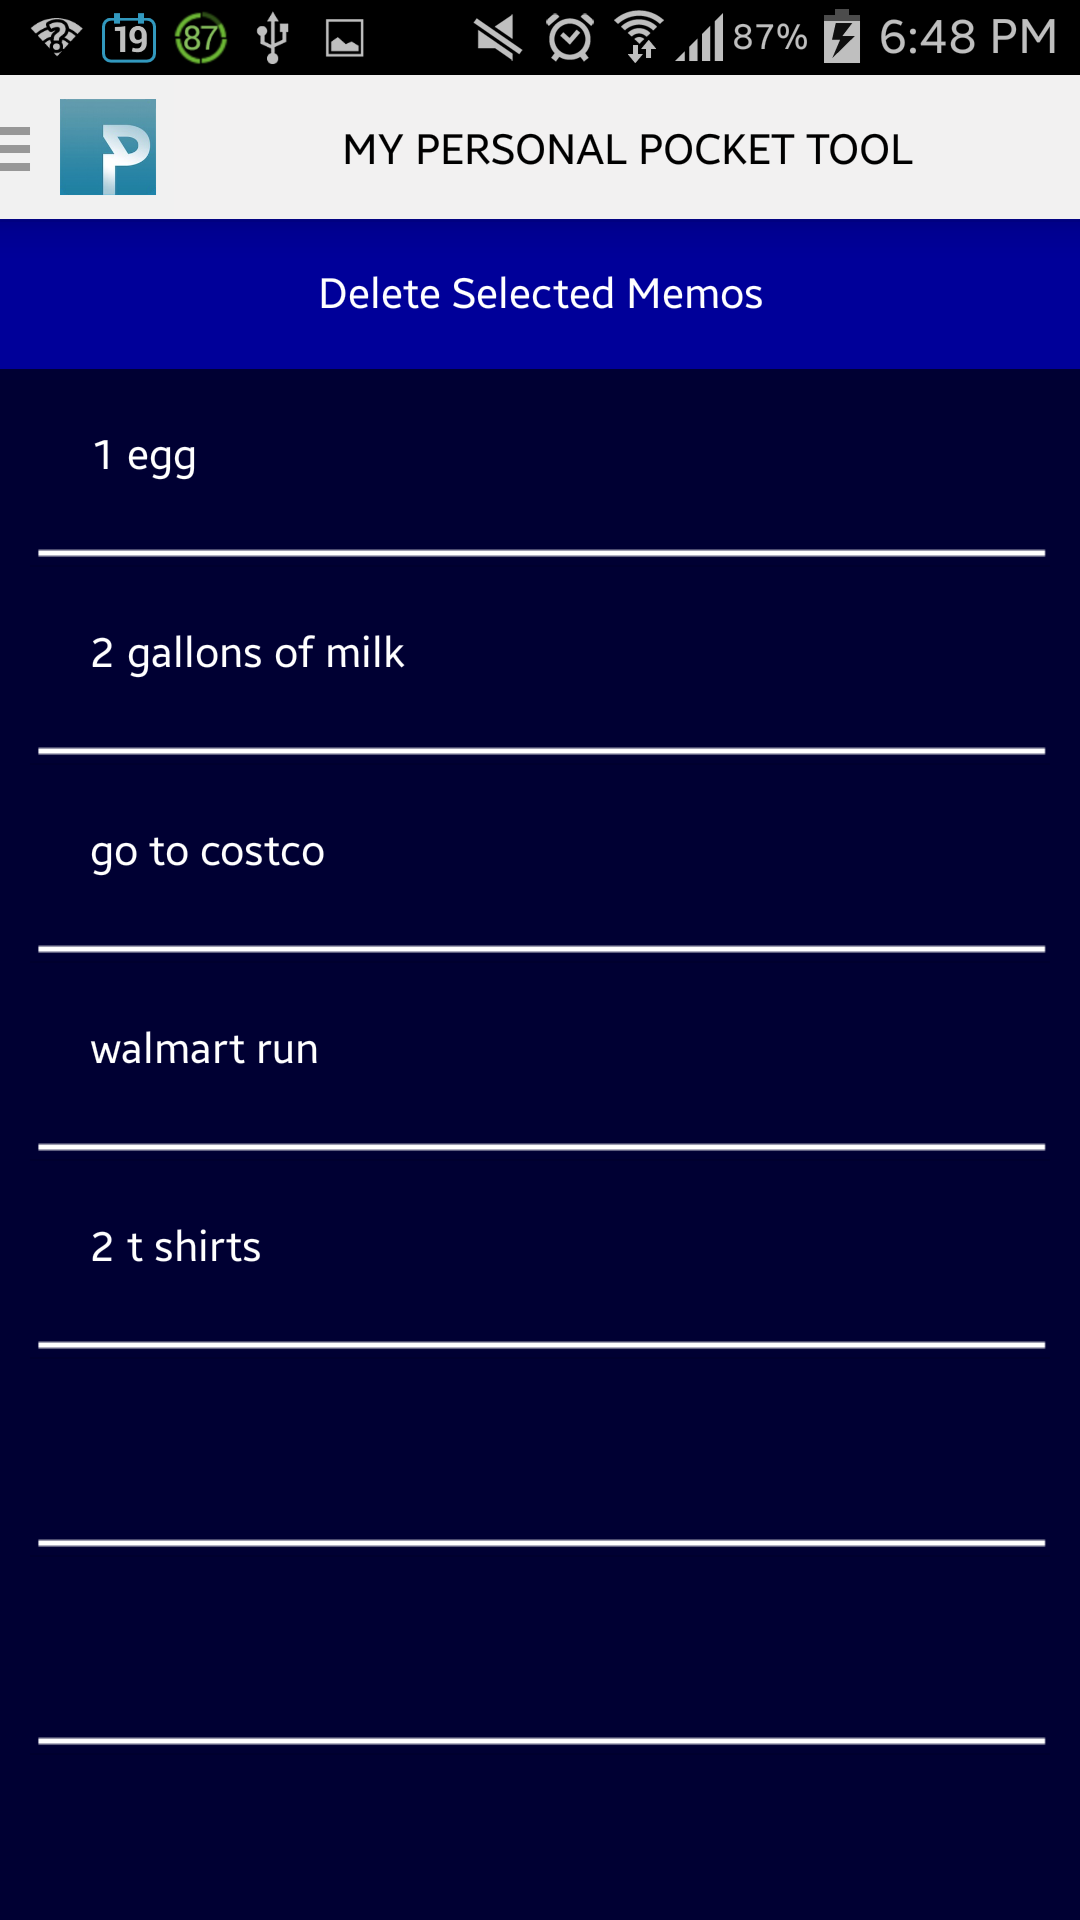 ? 19 87 87% 6:48 PM
P MY PERSONAL POCKET TOOL
Delete Selected Memos
1 egg
2 gallons of milk
go to costco
walmart run
2 t shirts